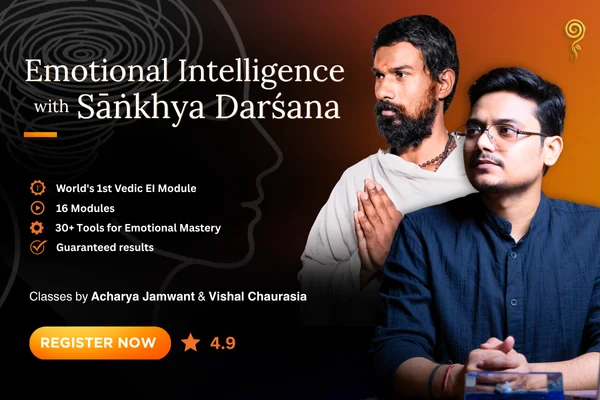 Emotional Intelligence
with Sāṅkhya Darśana
World's 1st Vedic EI Module
16 Modules
30+ Tools for Emotional Mastery
Guaranteed results
Classes by Acharya Jamwant & Vishal Chaurasia
REGISTER NOW
4.9